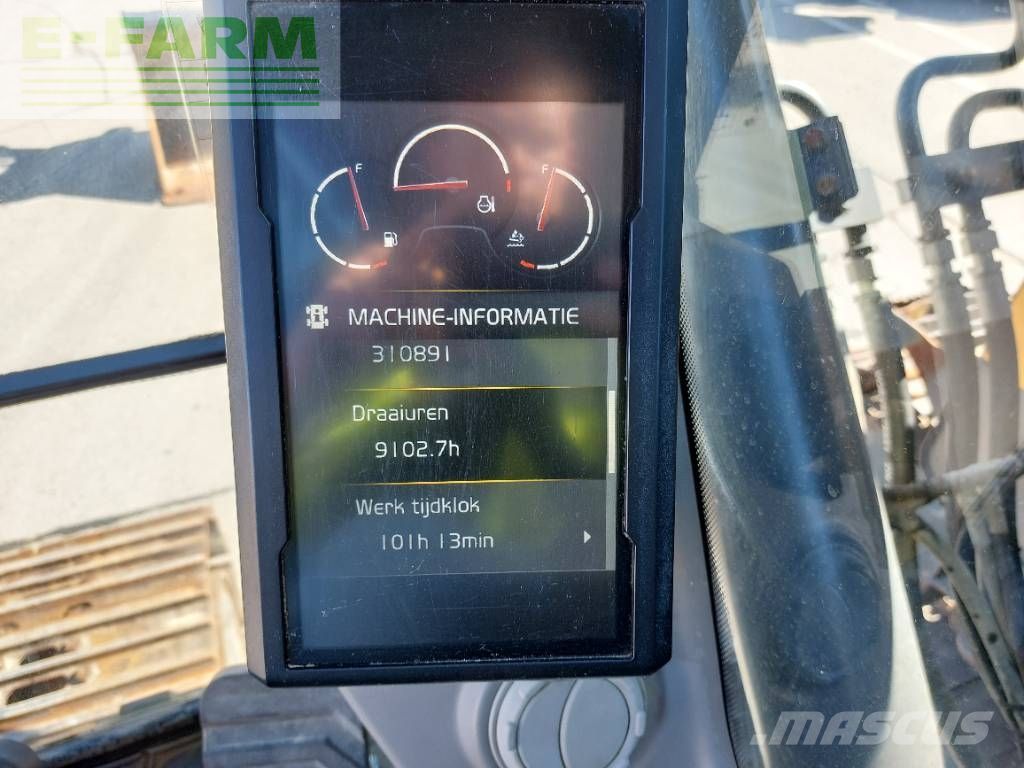 E-FARM
F
F
MACHINE-INFORMATIE
310891
Draaiuren
9102.7h
Werk tijdklok
101h 13min
MASCUS